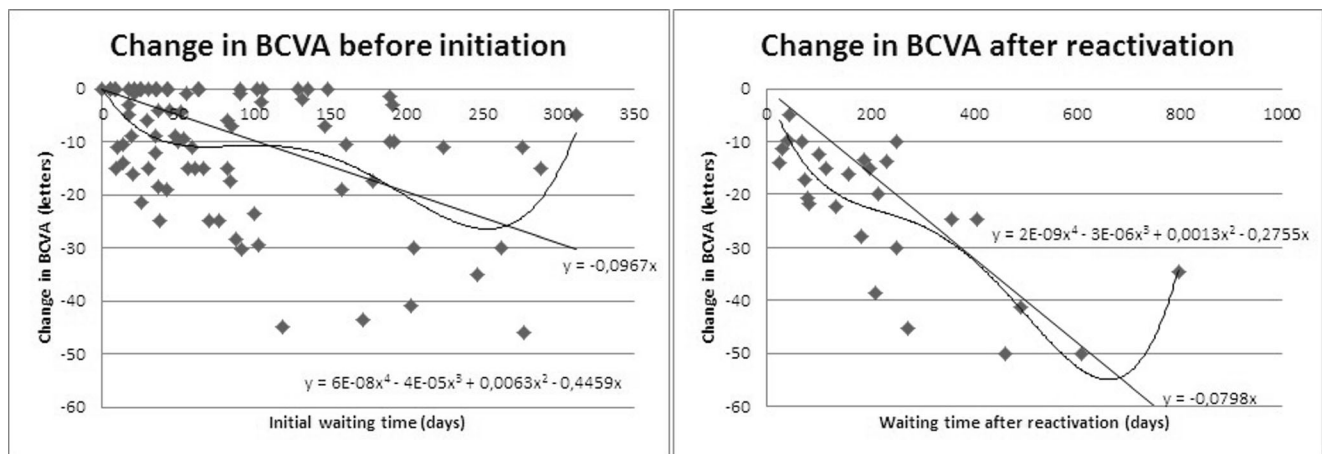 Change in BCVA before initiation
0
0 50 100 150 200 250 300 350
-10
-20
-30
-40
-50
-60
Change in BCVA (letters)
y = -0,0967x
y = 6E-08x⁴ - 4E-05x³ + 0,0063x² - 0,4459x
Initial waiting time (days)
Change in BCVA after reactivation
0
0 200 400 600 800 1000
-10
-20
-30
-40
-50
-60
Change in BCVA (letters)
y = 2E-09x⁴ - 3E-06x³ + 0,0013x² - 0,2755x
y = -0,0798x
Waiting time after reactivation (days)